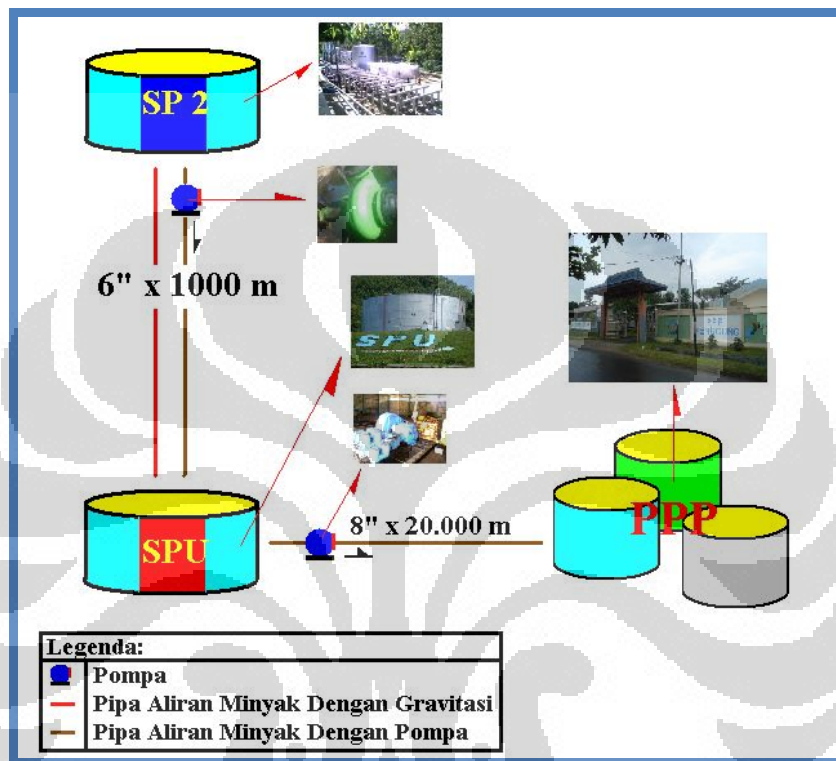 SP 2
6" x 1000 m
SPU
SPU
8" x 20.000 m
PPP
Legenda:
Pompa
Pipa Aliran Minyak Dengan Gravitasi
Pipa Aliran Minyak Dengan Pompa